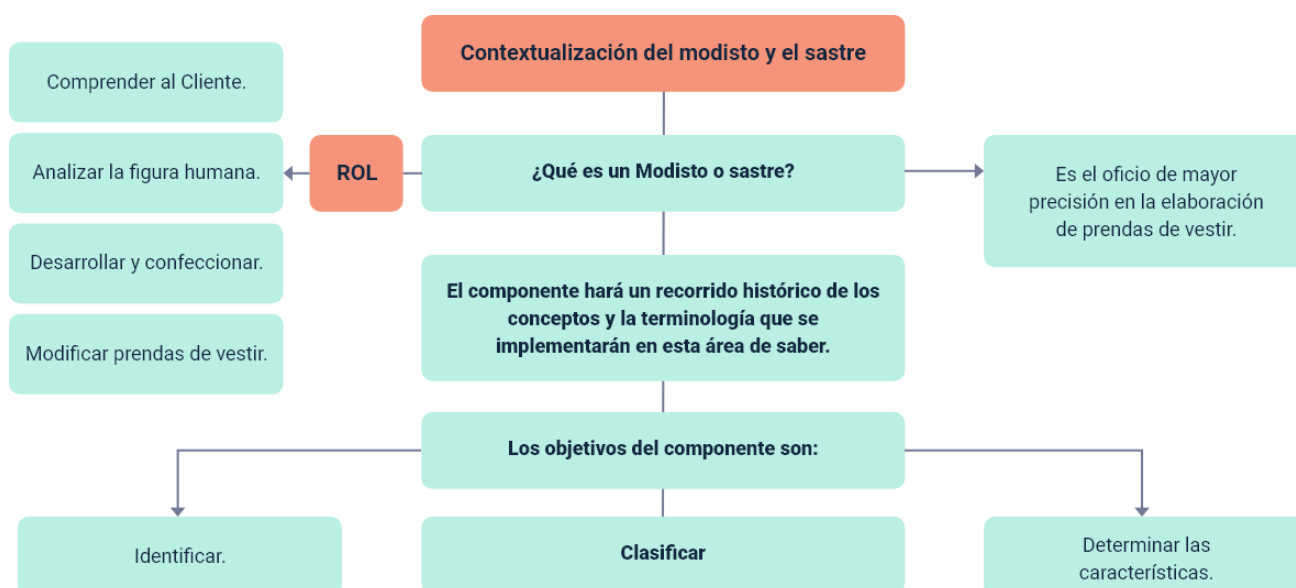 Contextualización del modisto y el sastre
Comprender al Cliente.
Analizar la figura humana.
Desarrollar y confeccionar.
Modificar prendas de vestir.
ROL
¿Qué es un Modisto o sastre?
Es el oficio de mayor
precisión en la elaboración
de prendas de vestir.
El componente hará un recorrido histórico de los
conceptos y la terminología que se
implementarán en esta área de saber.
Los objetivos del componente son:
Identificar.
Clasificar
Determinar las
características.